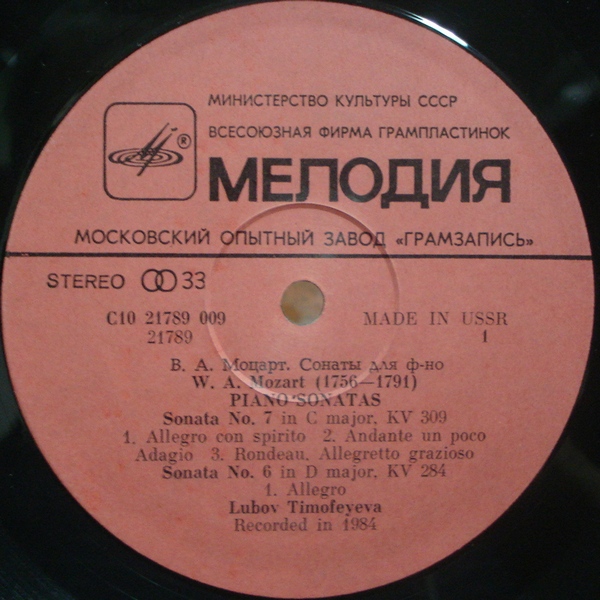 МИНИСТЕРСТВО КУЛЬТУРЫ СССР
ВСЕСОЮЗНАЯ ФИРМА ГРАМПЛАСТИНОК
®
МЕЛОДИЯ
МОСКОВСКИЙ ОПЫТНЫЙ ЗАВОД «ГРАМЗАПИСЬ»
STEREO 33
С10 21789 009 MADE IN USSR
21789 1
В. А. Моцарт. Сонаты для ф-но
W. A. Mozart (1756—1791)
PIANO SONATAS
Sonata No. 7 in C major, KV 309
1. Allegro con spirito 2. Andante un poco
Adagio 3. Rondeau. Allegretto grazioso
Sonata No. 6 in D major, KV 284
1. Allegro
Lubov Timofeyeva
Recorded in 1984